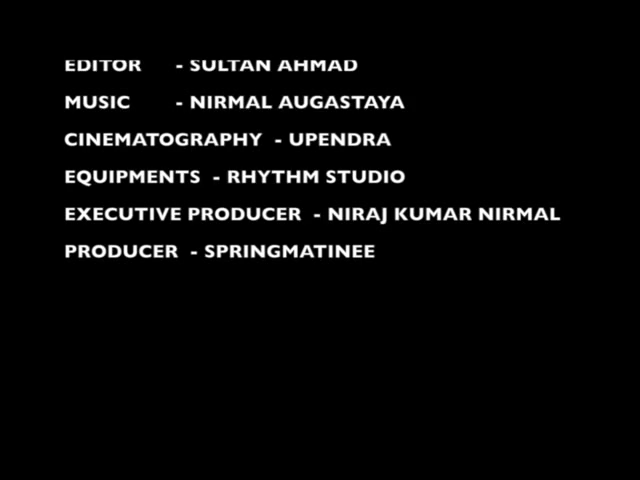 EDITOR - SULTAN AHMAD
MUSIC - NIRMAL AUGASTAYA
CINEMATOGRAPHY - UPENDRA
EQUIPMENTS - RHYTHM STUDIO
EXECUTIVE PRODUCER - NIRAJ KUMAR NIRMAL
PRODUCER - SPRINGMATINEE